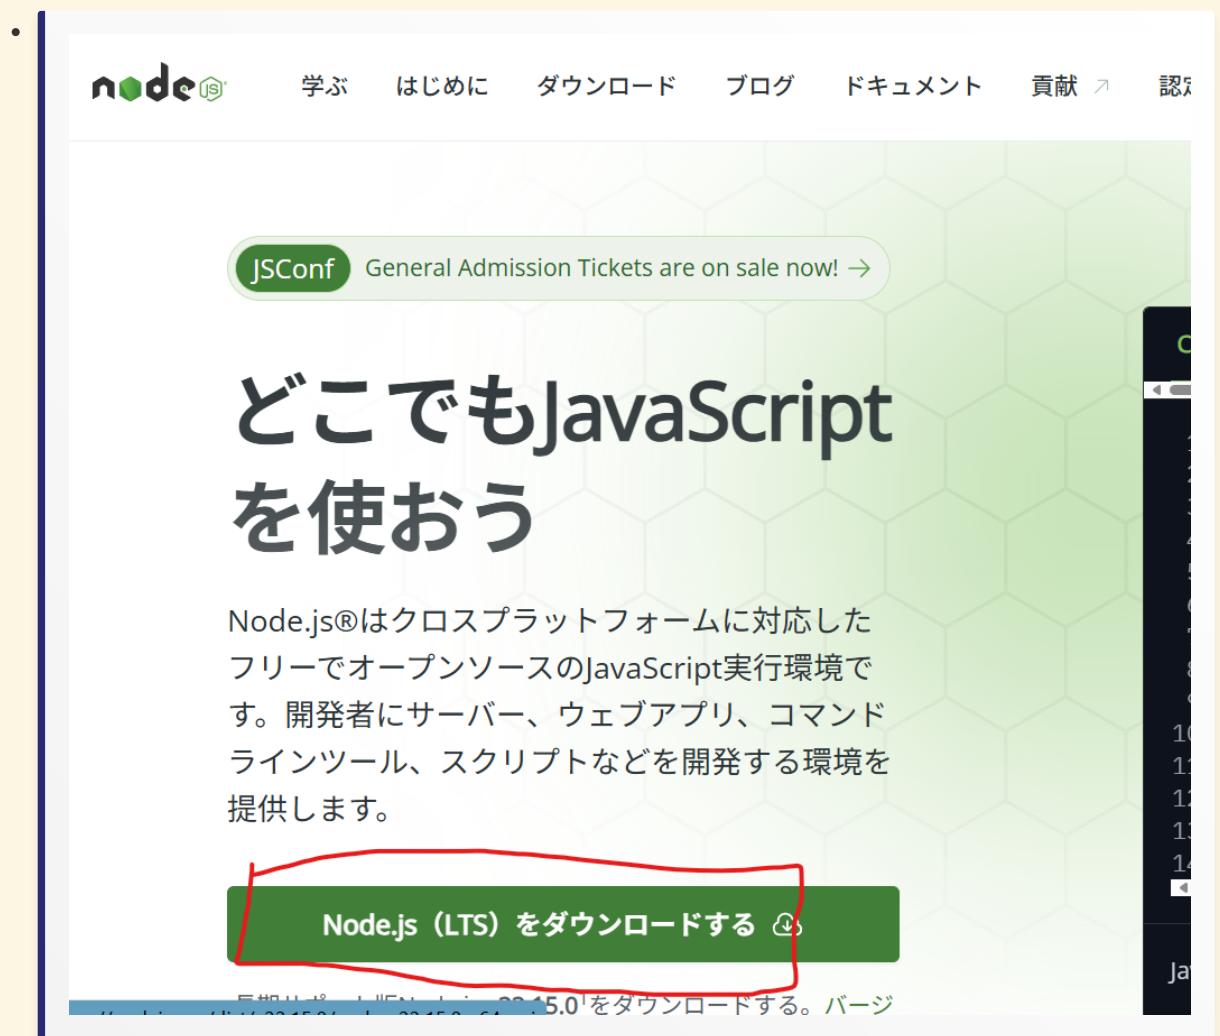 node JS
学ぶ はじめに ダウンロード ブログ ドキュメント 貢献
JSConf General Admission Tickets are on sale now! →
どこでもJavaScript
を使おう
Node.js®はクロスプラットフォームに対応した
フリーでオープンソースのJavaScript実行環境で
す。開発者にサーバー、ウェブアプリ、コマンド
ラインツール、スクリプトなどを開発する環境を
提供します。
Node.js（LTS）をダウンロードする
5.0¹をダウンロードする。バージ